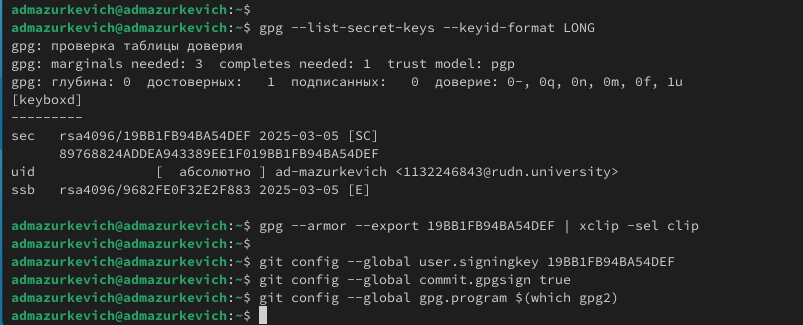 admazurkevich@admazurkevich:~$
admazurkevich@admazurkevich:~$ gpg --list-secret-keys --keyid-format LONG
gpg: проверка таблицы доверия
gpg: marginals needed: 3  completes needed: 1  trust model: pgp
gpg: глубина: 0  достоверных:   1  подписанных:   0  доверие: 0-, 0q, 0n, 0m, 0f, 1u
[keyboxd]
---------
sec   rsa4096/19BB1FB94BA54DEF 2025-03-05 [SC]
      89768824ADDEA943389EE1F019BB1FB94BA54DEF
uid               [  абсолютно ] ad-mazurkevich <1132246843@rudn.university>
ssb   rsa4096/9682FE0F32E2F883 2025-03-05 [E]
admazurkevich@admazurkevich:~$ gpg --armor --export 19BB1FB94BA54DEF | xclip -sel clip
admazurkevich@admazurkevich:~$
admazurkevich@admazurkevich:~$ git config --global user.signingkey 19BB1FB94BA54DEF
admazurkevich@admazurkevich:~$ git config --global commit.gpgsign true
admazurkevich@admazurkevich:~$ git config --global gpg.program $(which gpg2)
admazurkevich@admazurkevich:~$